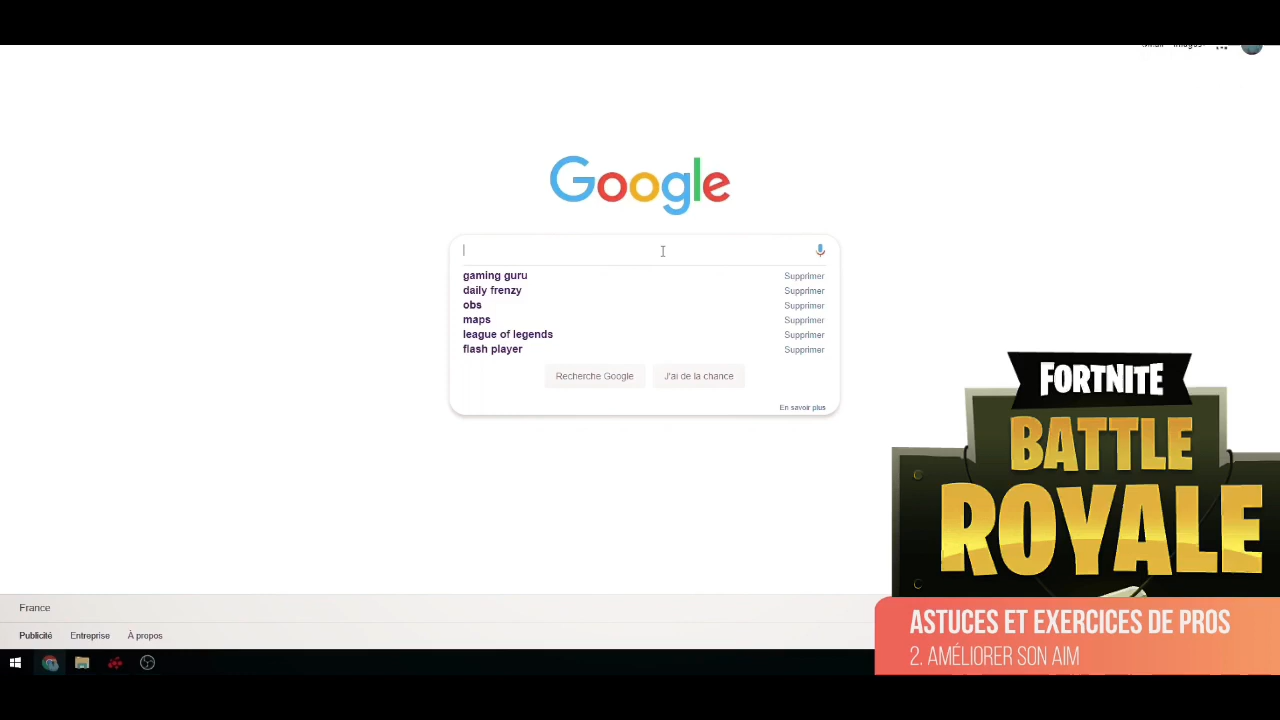 Google
gaming guru Supprimer
daily frenzy Supprimer
obs Supprimer
maps Supprimer
league of legends Supprimer
flash player Supprimer
Recherche Google J'ai de la chance
En savoir plus
FORTNITE
BATTLE
ROYALE
France
Publicité Entreprise À propos
ASTUCES ET EXERCICES DE PROS
2. AMÉLIORER SON AIM